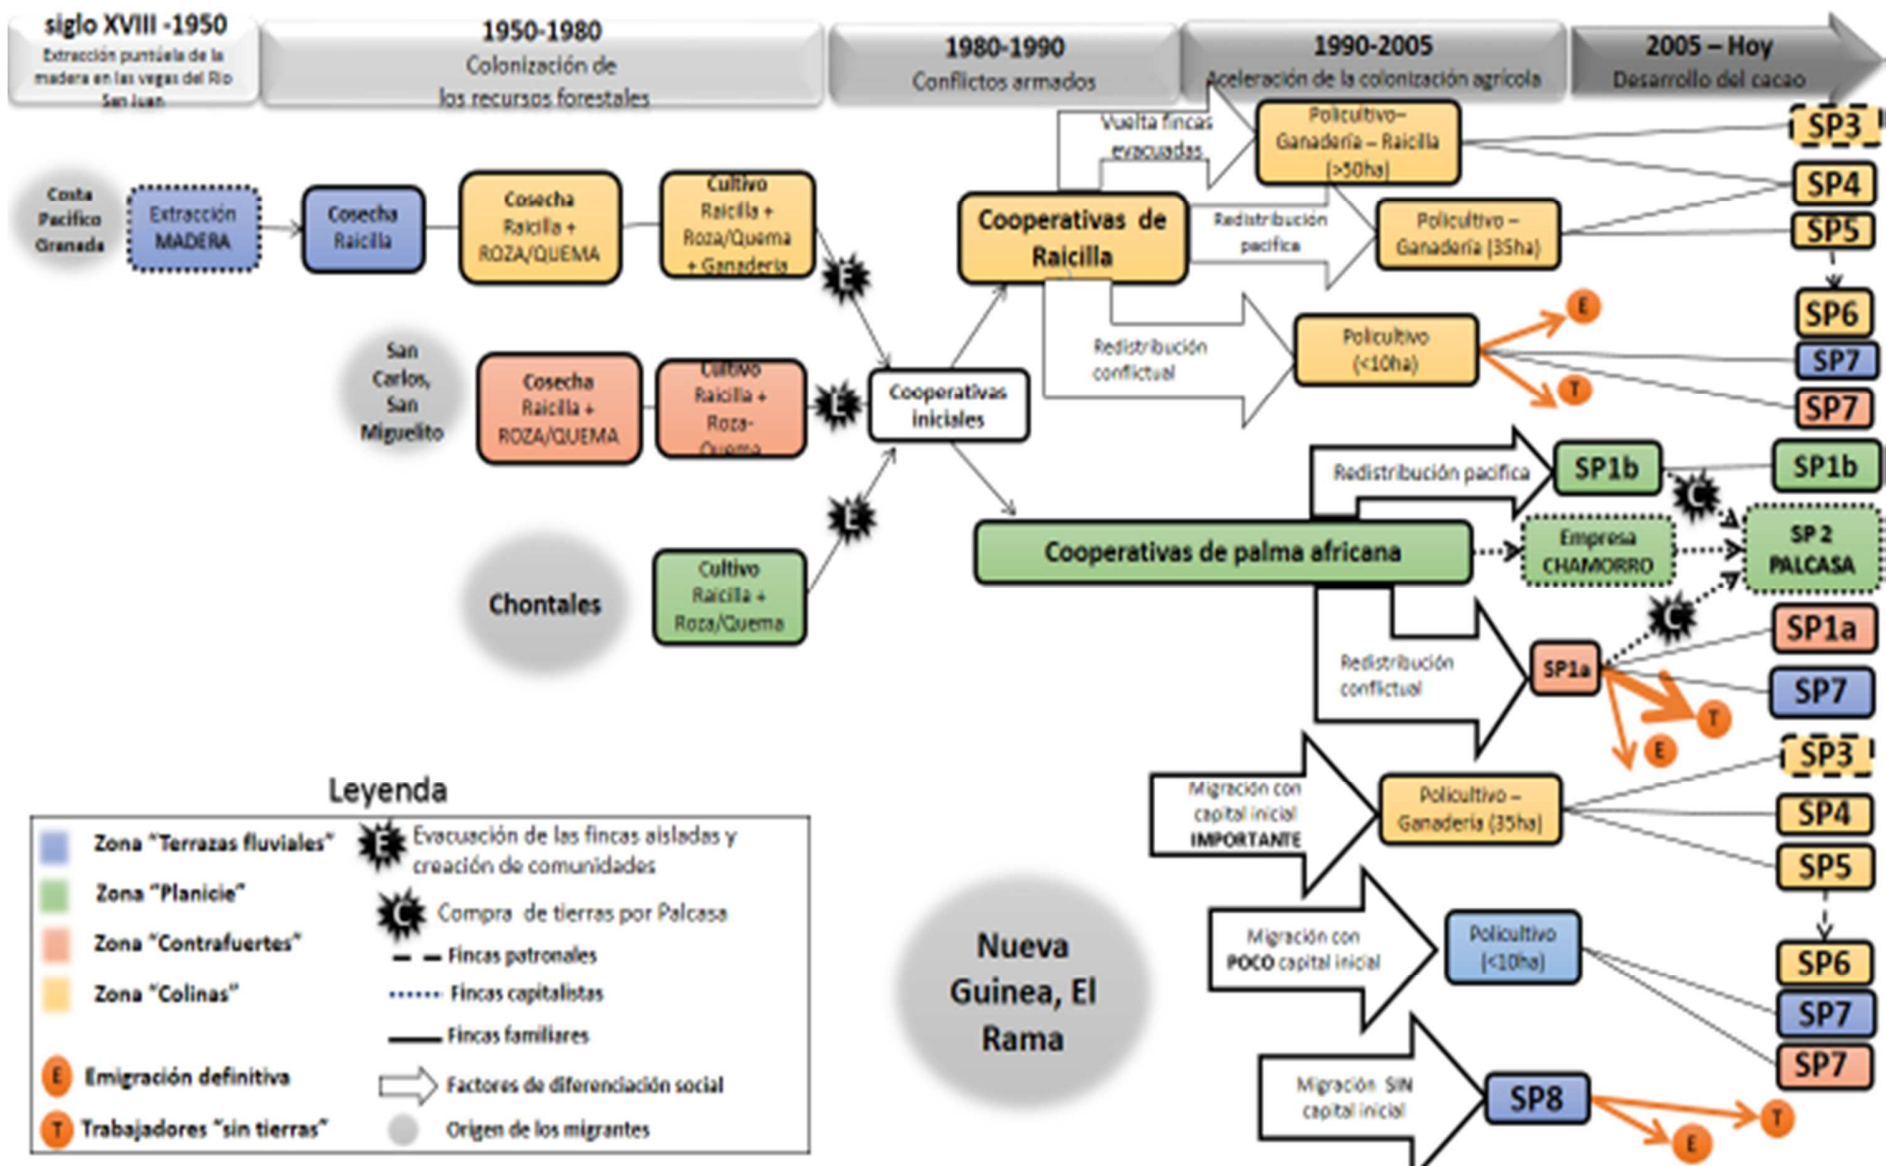 siglo XVIII -1950
Extracción puntúela de la
madera en las vegas del Rio
San Juan
1950-1980
Colonización de
los recursos forestales
1980-1990
Conflictos armados
1990-2005
Aceleración de la colonización agrícola
2005 – Hoy
Desarrollo del cacao
Costa
Pacifico
Granada
Extracción
MADERA
Cosecha
Raicilla
Cosecha
Raicilla +
ROZA/QUEMA
Cultivo
Raicilla +
Roza/Quema
+ Ganadería
E
San
Carlos,
San
Miguelito
Cosecha
Raicilla +
ROZA/QUEMA
Cultivo
Raicilla +
Roza-
Quema
E
Chontales
Cultivo
Raicilla +
Roza/Quema
E
Cooperativas
iniciales
Cooperativas de
Raicilla
Vuelta fincas
evacuadas
Policultivo–
Ganadería – Raicilla
(>50ha)
Redistribución
pacifica
Policultivo –
Ganadería (35ha)
Redistribución
conflictual
Policultivo
(<10ha)
E
T
SP3
SP4
SP5
SP6
SP7
SP7
Cooperativas de palma africana
Redistribución pacifica
SP1b
C
SP1b
Empresa
CHAMORRO
SP 2
PALCASA
Redistribución
conflictual
SP1a
C
T
E
SP1a
SP7
Nueva
Guinea, El
Rama
Migración con
capital inicial
IMPORTANTE
Policultivo –
Ganadería (35ha)
SP3
SP4
SP5
SP6
Migración con
POCO capital inicial
Policultivo
(<10ha)
SP7
SP7
Migración SIN
capital inicial
SP8
T
E
Leyenda
Zona "Terrazas fluviales"
Zona "Planicie"
Zona "Contrafuertes"
Zona "Colinas"
E Emigración definitiva
T Trabajadores "sin tierras"
E Evacuación de las fincas aisladas y
creación de comunidades
C Compra de tierras por Palcasa
Fincas patronales
Fincas capitalistas
Fincas familiares
Factores de diferenciación social
Origen de los migrantes